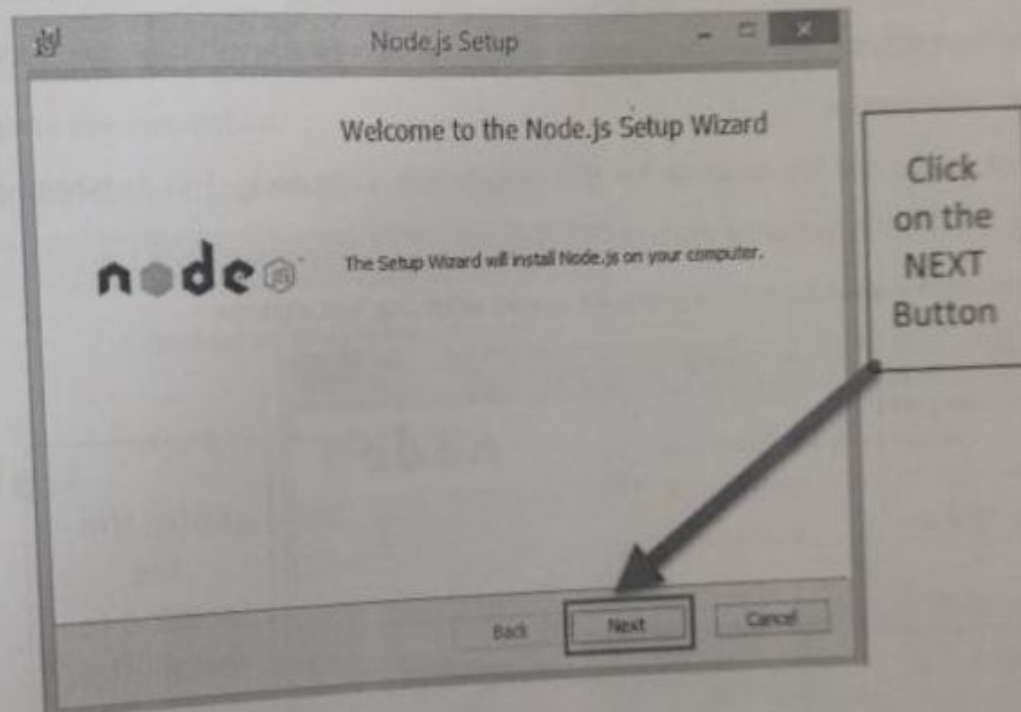 Node.js Setup
Welcome to the Node.js Setup Wizard
node JS
The Setup Wizard will install Node.js on your computer.
Click
on the
NEXT
Button
Back
Next
Cancel